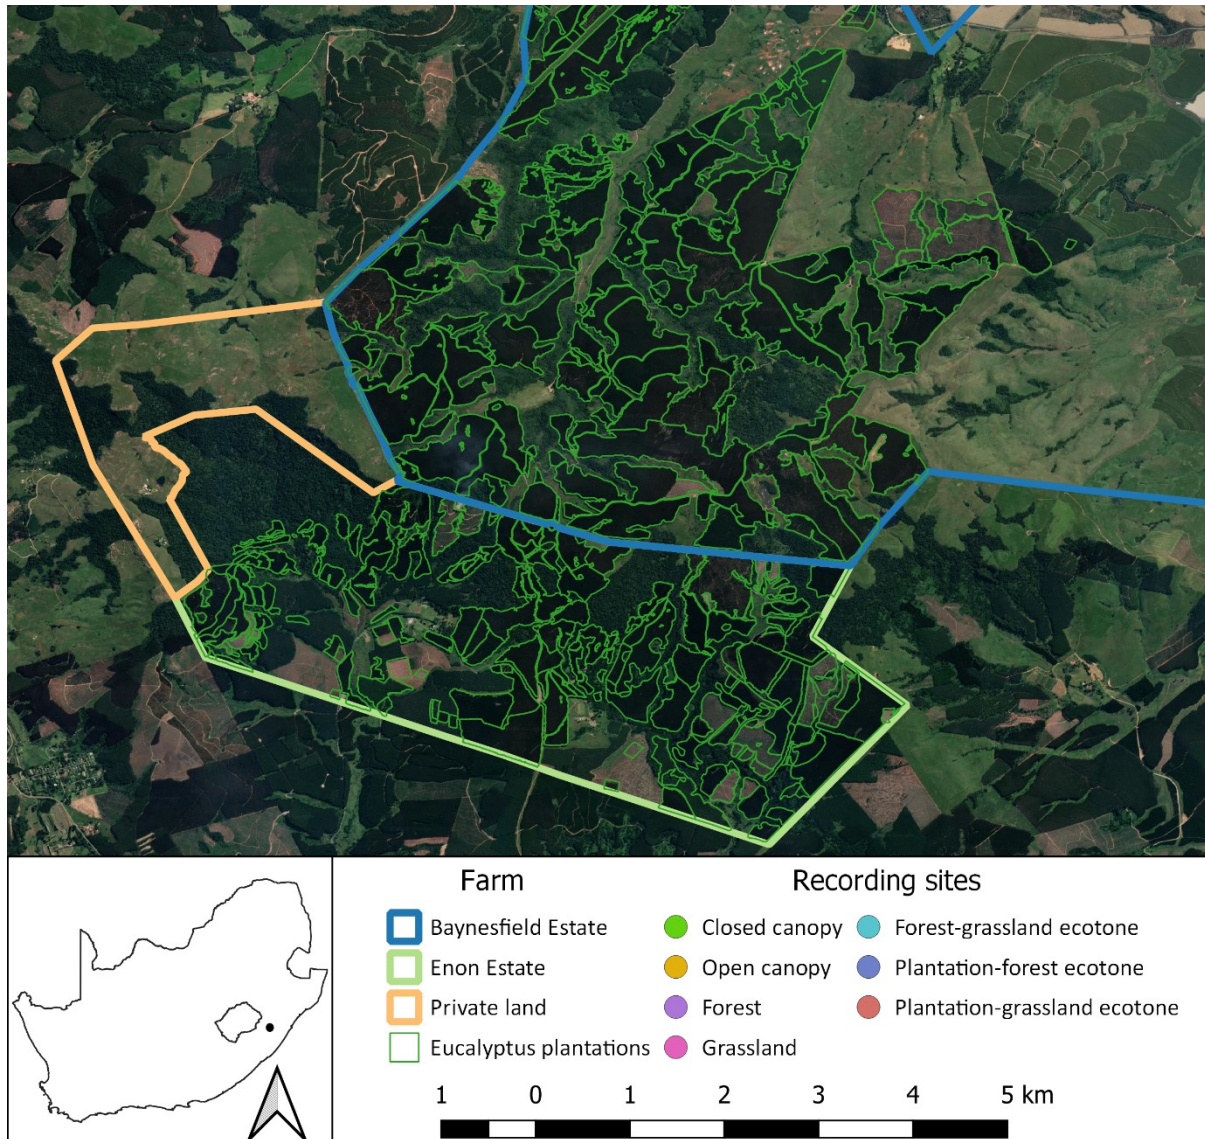 Farm
Baynesfield Estate
Enon Estate
Private land
Eucalyptus plantations
Recording sites
Closed canopy
Open canopy
Forest
Grassland
Forest-grassland ecotone
Plantation-forest ecotone
Plantation-grassland ecotone
1 0 1 2 3 4 5 km